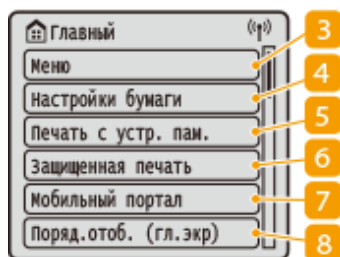 Главный
Меню 3
Настройки бумаги 4
Печать с устр. пам. 5
Защищенная печать 6
Мобильный портал 7
Поряд.отоб. (гл.экр) 8